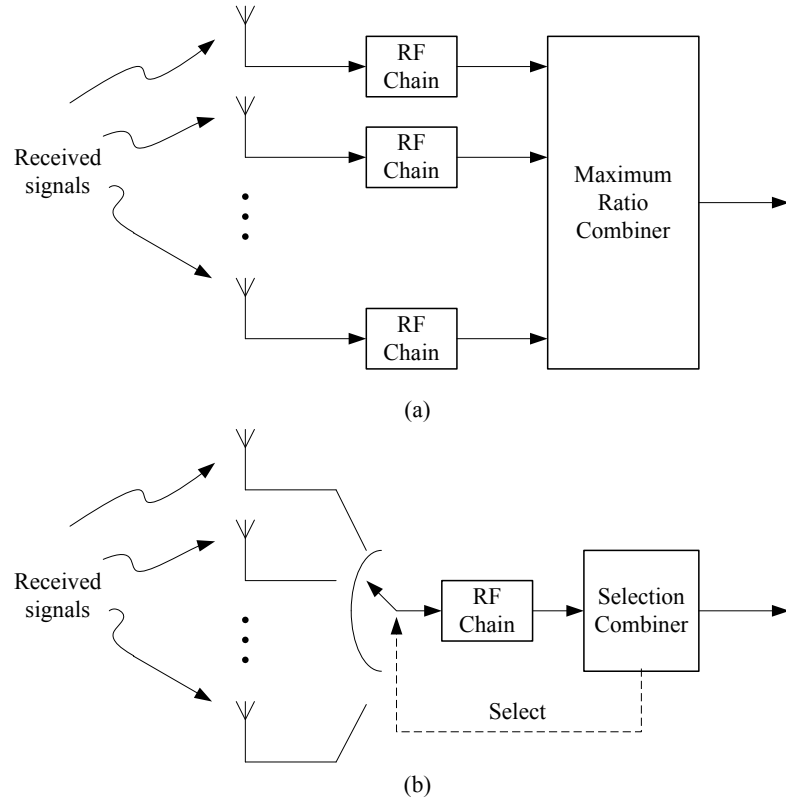 RF
Chain
RF
Chain
Received
signals
Maximum
Ratio
Combiner
RF
Chain
(a)
Received
signals
RF
Chain
Selection
Combiner
Select
(b)